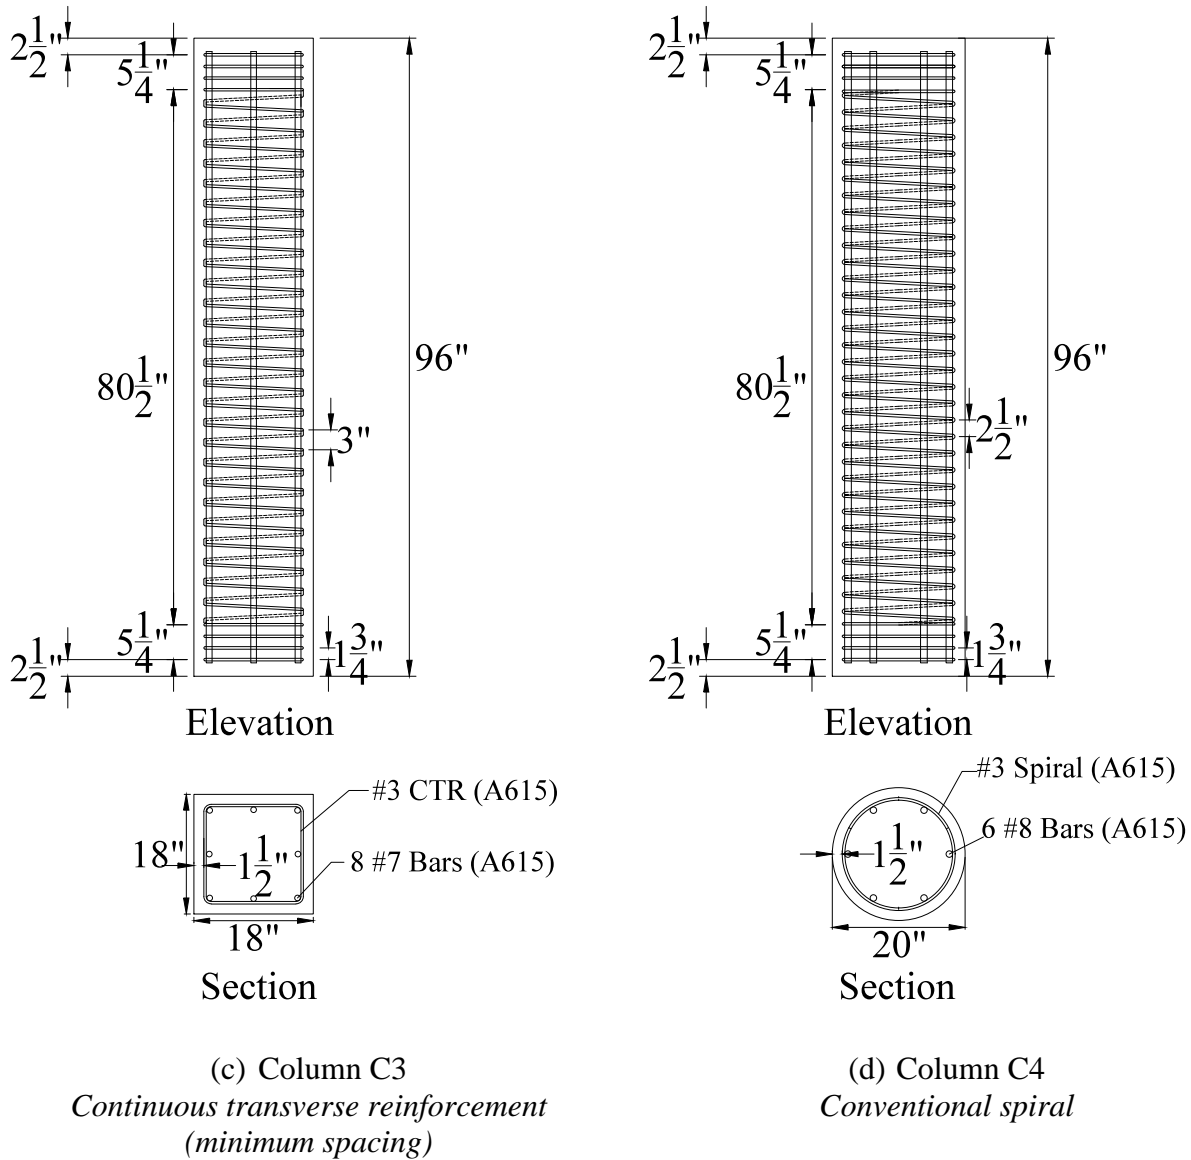 2 1/2"
5 1/4"
80 1/2"
96"
3"
5 1/4"
2 1/2"
1 3/4"
Elevation
#3 CTR (A615)
18"
1 1/2"
8 #7 Bars (A615)
18"
Section
(c) Column C3
Continuous transverse reinforcement
(minimum spacing)
2 1/2"
5 1/4"
80 1/2"
96"
2 1/2"
5 1/4"
2 1/2"
1 3/4"
Elevation
#3 Spiral (A615)
6 #8 Bars (A615)
1 1/2"
20"
Section
(d) Column C4
Conventional spiral